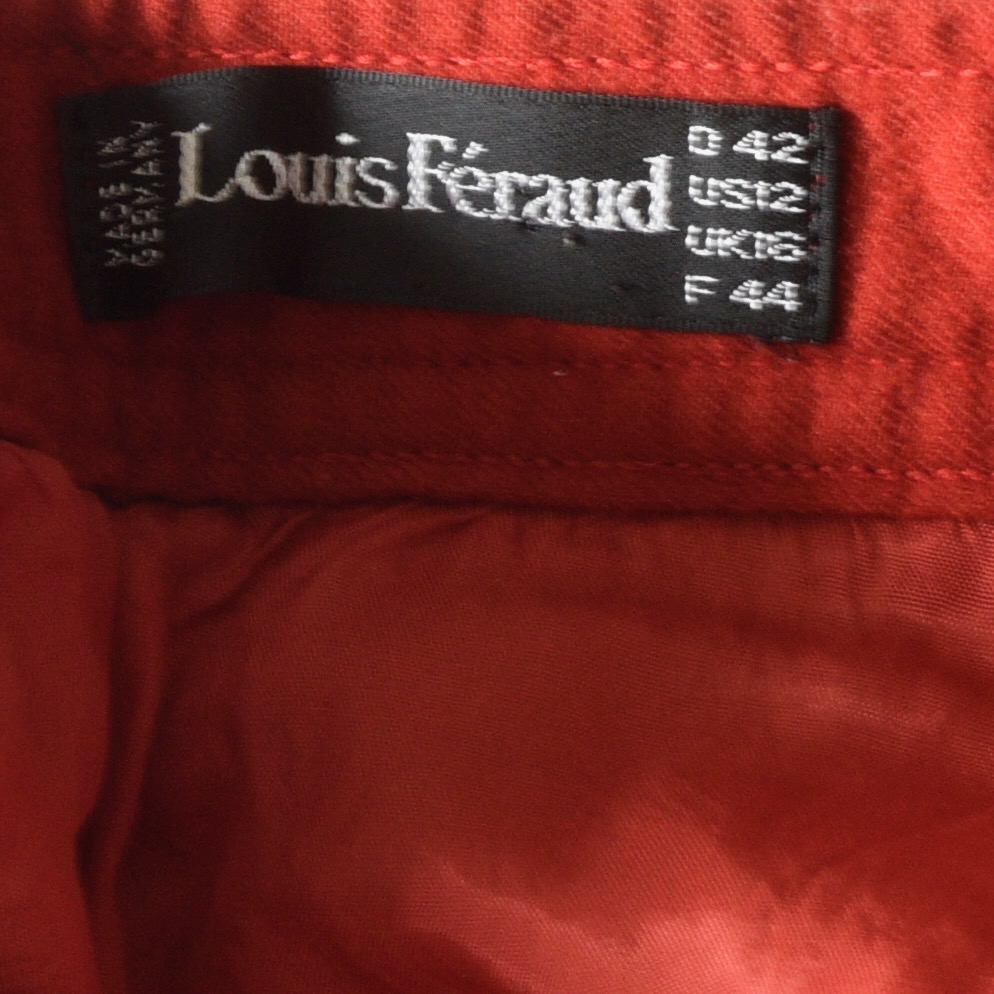 MADE IN
GERMANY
Louis Féraud
D 42
US12
UK16
F 44